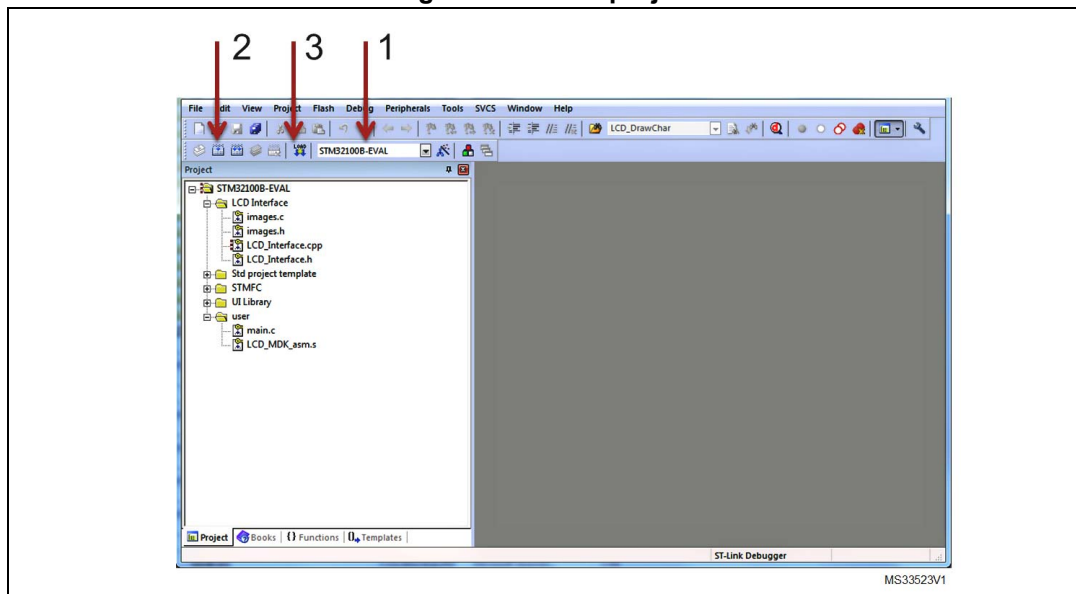 2 3 1
File Edit View Project Flash Debug Peripherals Tools SVCS Window Help
LCD_DrawChar
LOAD STM32100B-EVAL
Project
STM32100B-EVAL
LCD Interface
images.c
images.h
LCD_Interface.cpp
LCD_Interface.h
Std project template
STMFC
UI Library
user
main.c
LCD_MDK_asm.s
Project Books {} Functions Templates
ST-Link Debugger
MS33523V1